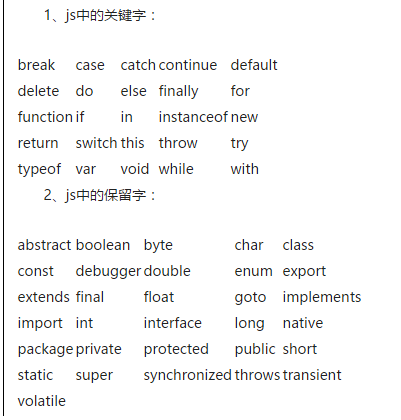 1、js中的关键字：
break case catch continue default
delete do else finally for
function if in instanceof new
return switch this throw try
typeof var void while with
2、js中的保留字：
abstract boolean byte char class
const debugger double enum export
extends final float goto implements
import int interface long native
package private protected public short
static super synchronized throws transient
volatile